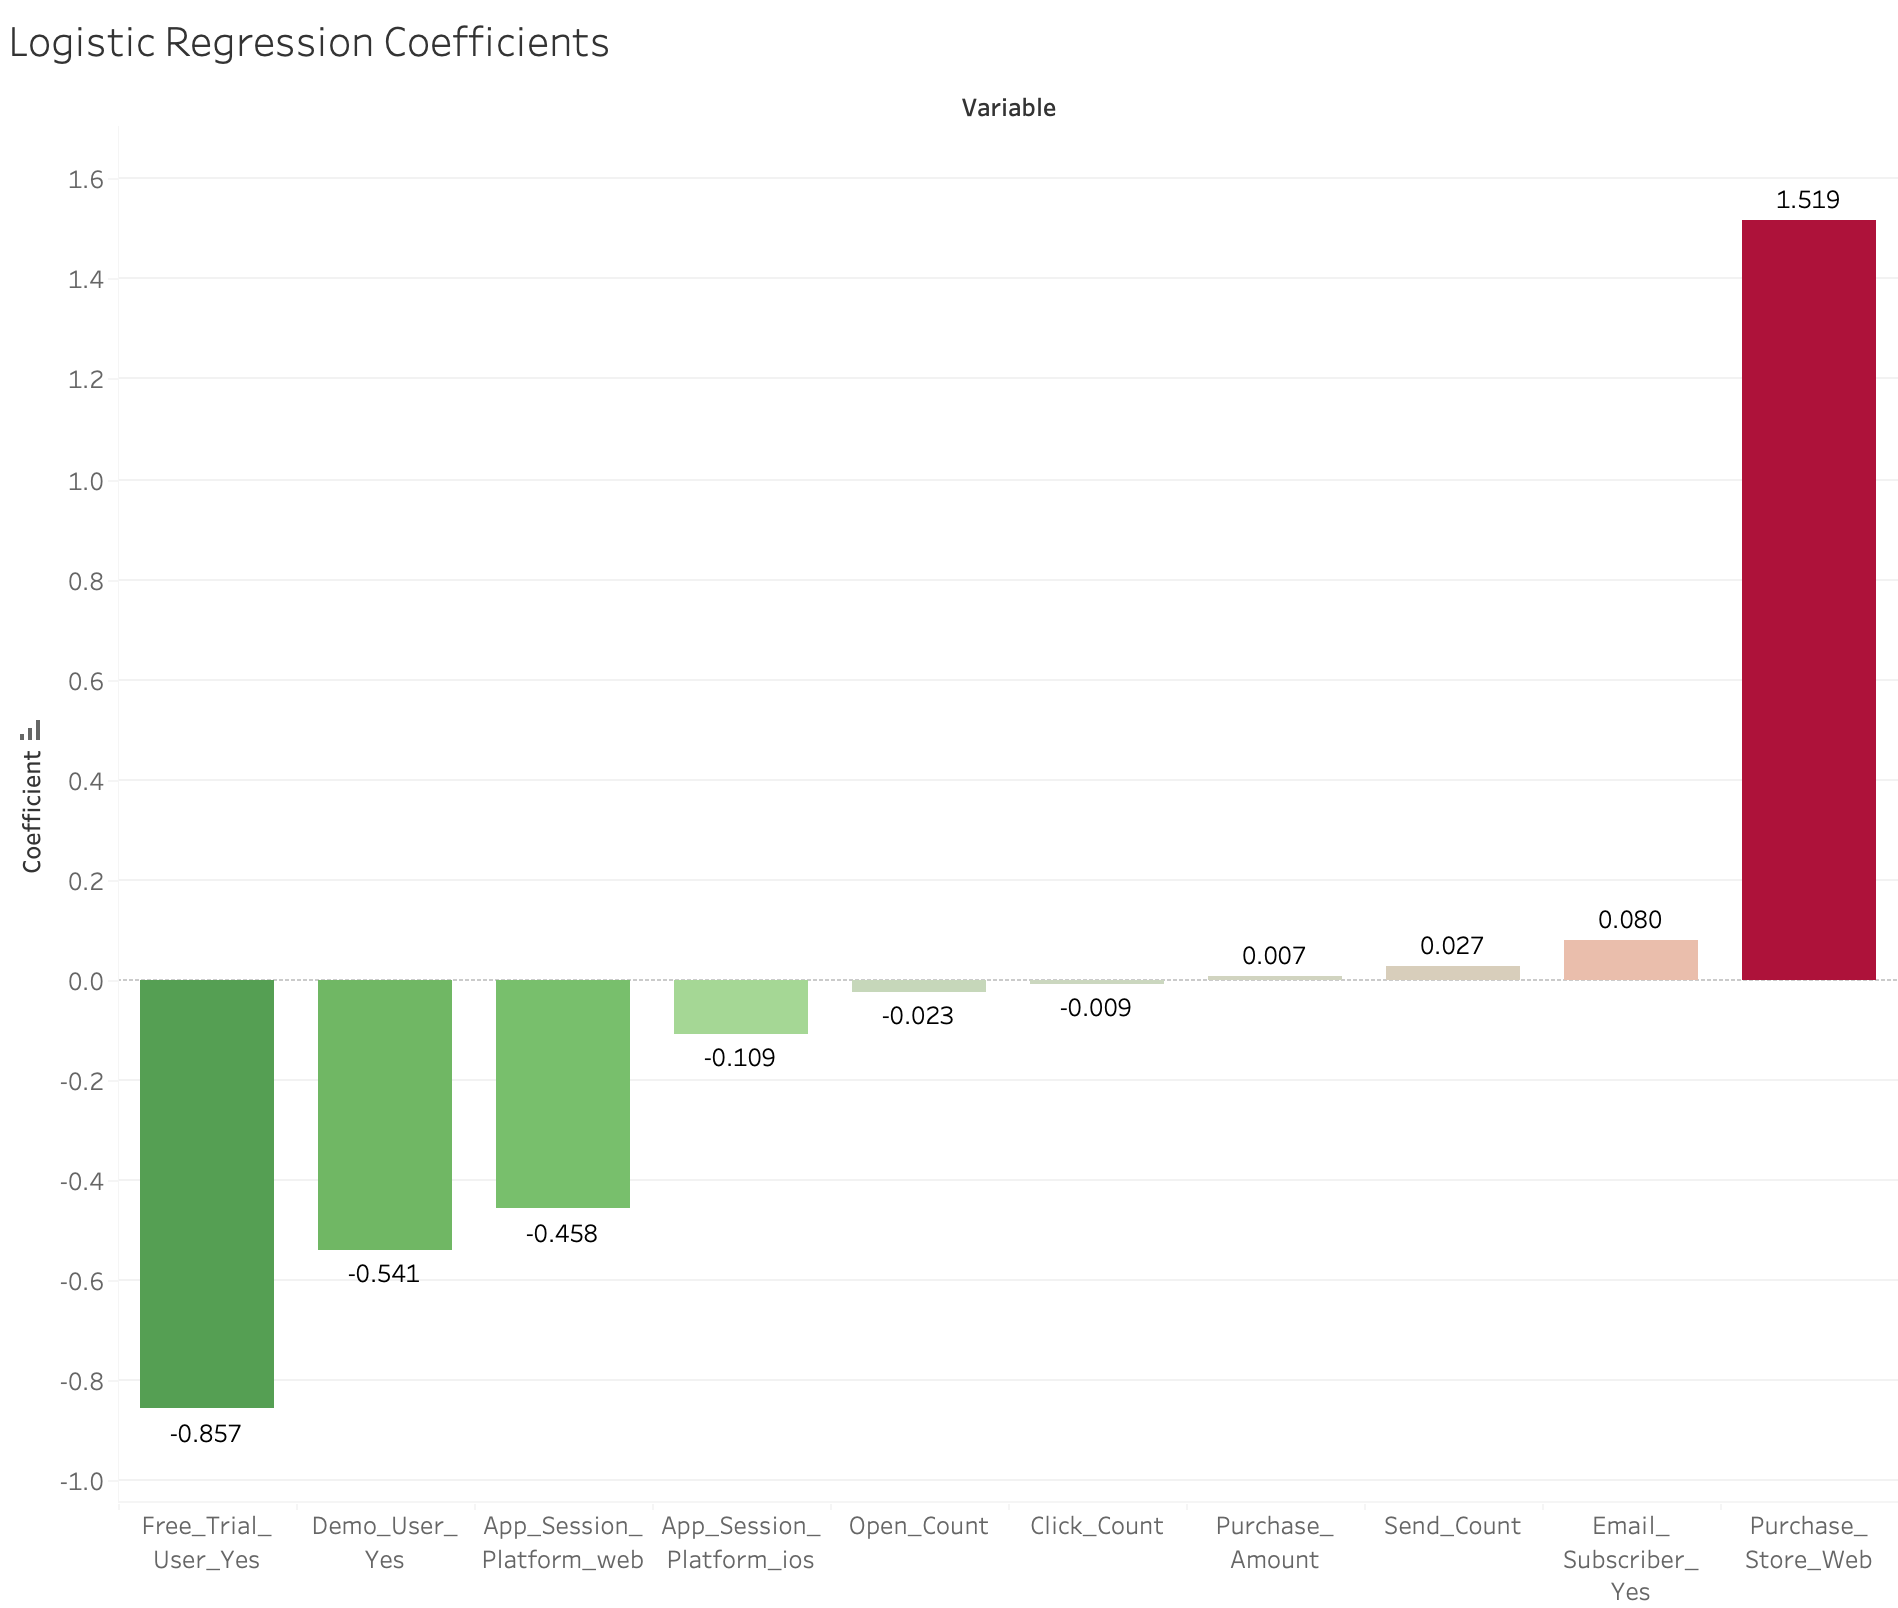 Logistic Regression Coefficients
Variable
Coefficient
1.6
1.4
1.2
1.0
0.8
0.6
0.4
0.2
0.0
-0.2
-0.4
-0.6
-0.8
-1.0
-0.857
-0.541
-0.458
-0.109
-0.023
-0.009
0.007
0.027
0.080
1.519
Free_Trial_
User_Yes
Demo_User_
Yes
App_Session_
Platform_web
App_Session_
Platform_ios
Open_Count
Click_Count
Purchase_
Amount
Send_Count
Email_
Subscriber_
Yes
Purchase_
Store_Web